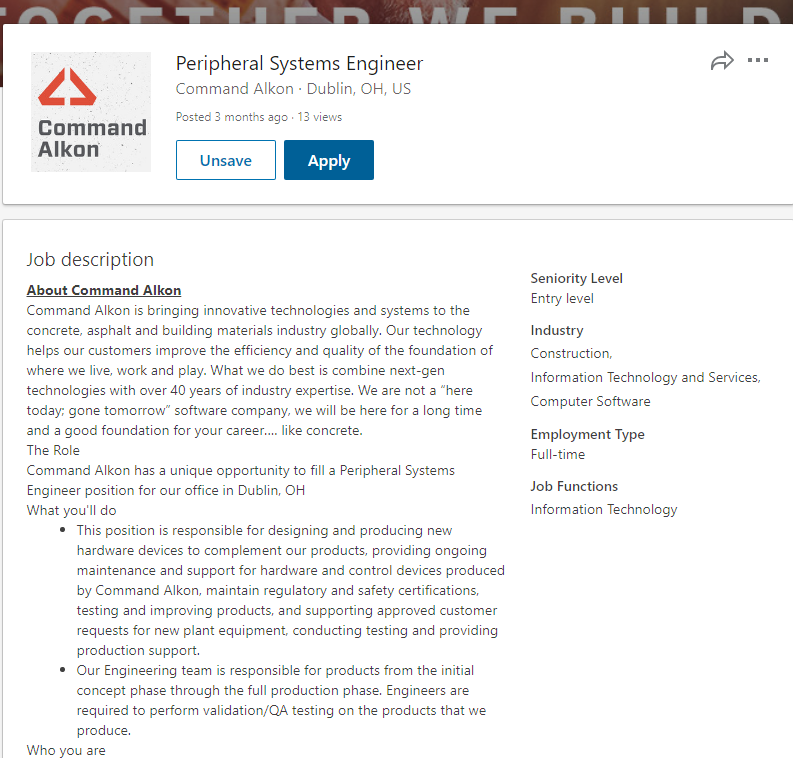 TOGETHER WE BUILD
Peripheral Systems Engineer
Command Alkon · Dublin, OH, US
Posted 3 months ago · 13 views
Command
Alkon
Unsave
Apply
Job description
About Command Alkon
Command Alkon is bringing innovative technologies and systems to the
concrete, asphalt and building materials industry globally. Our technology
helps our customers improve the efficiency and quality of the foundation of
where we live, work and play. What we do best is combine next-gen
technologies with over 40 years of industry expertise. We are not a “here
today; gone tomorrow” software company, we will be here for a long time
and a good foundation for your career.... like concrete.
The Role
Command Alkon has a unique opportunity to fill a Peripheral Systems
Engineer position for our office in Dublin, OH
What you’ll do
• This position is responsible for designing and producing new
hardware devices to complement our products, providing ongoing
maintenance and support for hardware and control devices produced
by Command Alkon, maintain regulatory and safety certifications,
testing and improving products, and supporting approved customer
requests for new plant equipment, conducting testing and providing
production support.
• Our Engineering team is responsible for products from the initial
concept phase through the full production phase. Engineers are
required to perform validation/QA testing on the products that we
produce.
Who you are
Seniority Level
Entry level
Industry
Construction,
Information Technology and Services,
Computer Software
Employment Type
Full-time
Job Functions
Information Technology